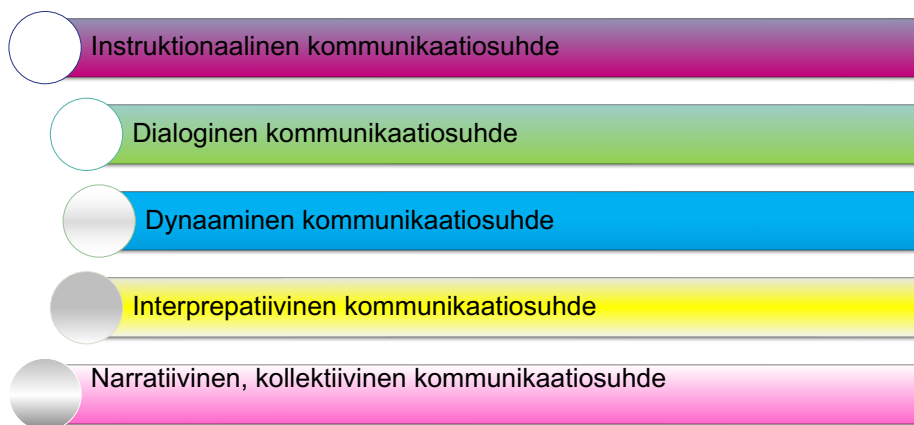 Instruktionaalinen kommunikaatiosuhde
Dialoginen kommunikaatiosuhde
Dynaaminen kommunikaatiosuhde
Interprepatiivinen kommunikaatiosuhde
Narratiivinen, kollektiivinen kommunikaatiosuhde